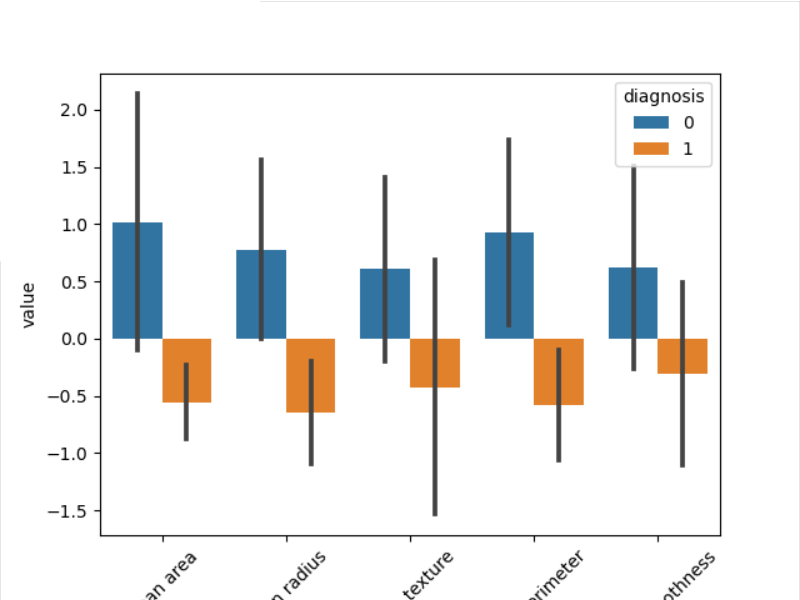 diagnosis
0
1
2.0
1.5
1.0
0.5
0.0
−0.5
−1.0
−1.5
value
an area
n radius
texture
rimeter
othness